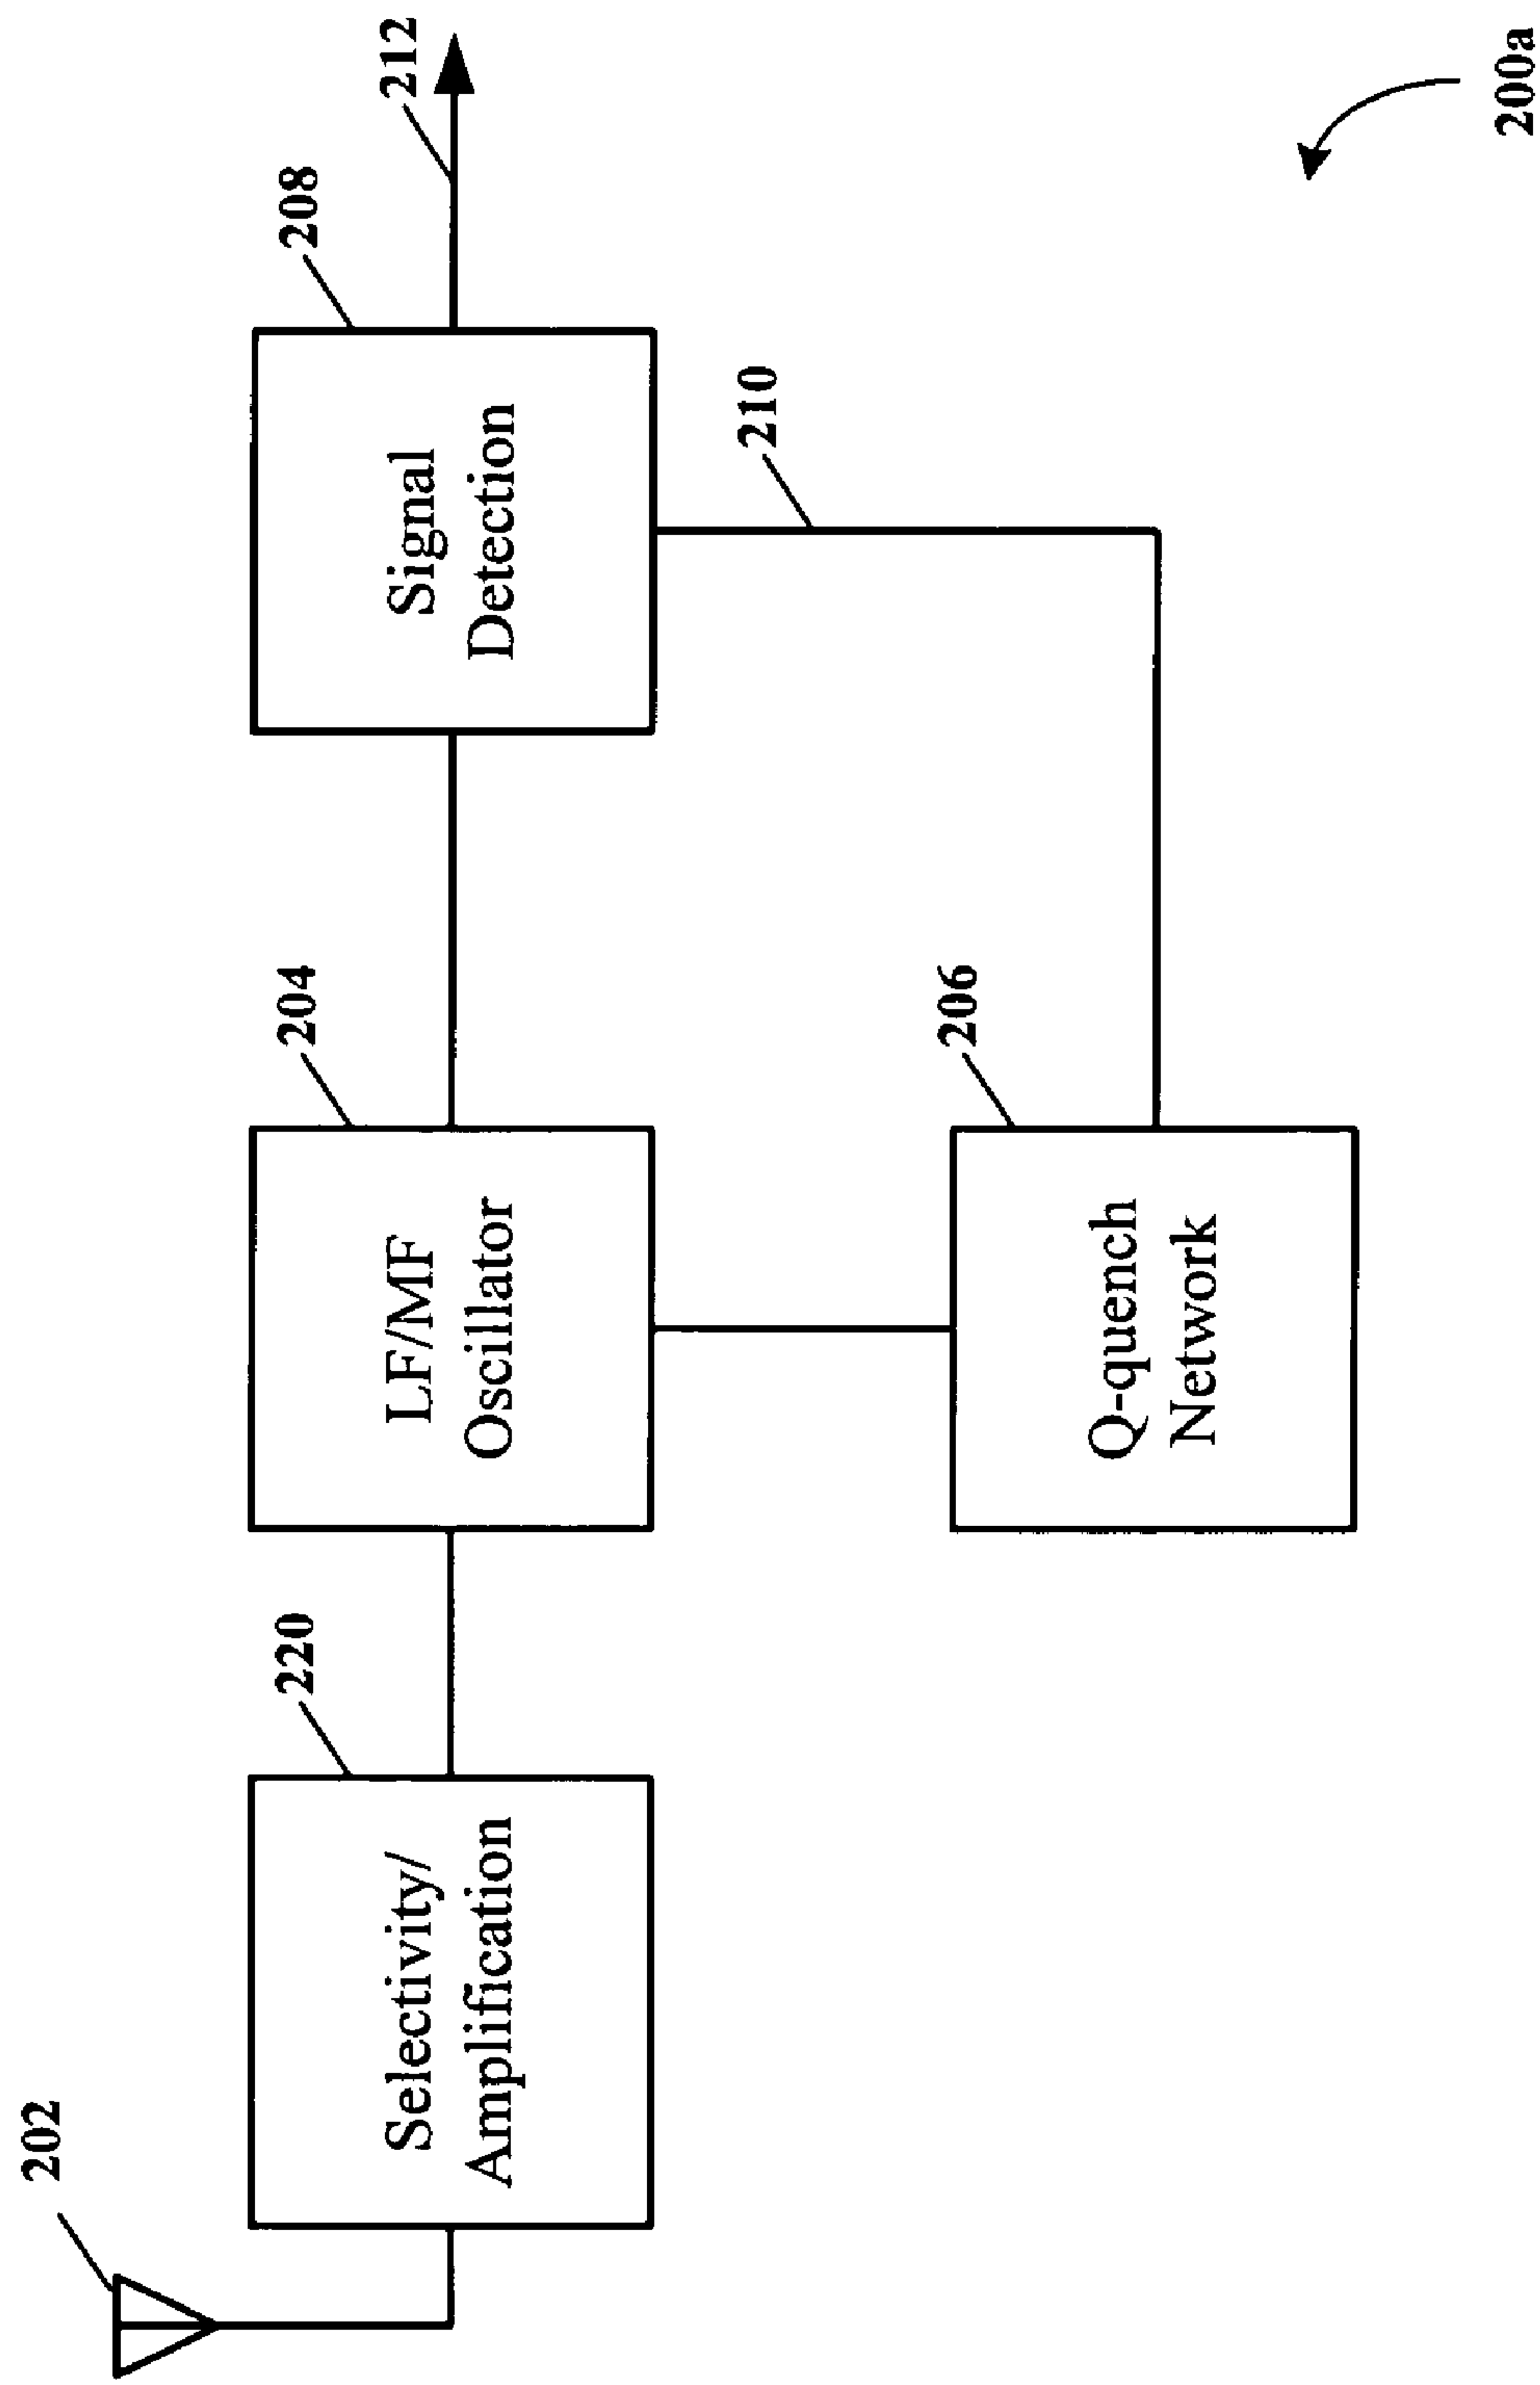 202
220
Selectivity/
Amplification
204
LF/MF
Oscillator
208
Signal
Detection
212
206
Q-quench
Network
210
200a